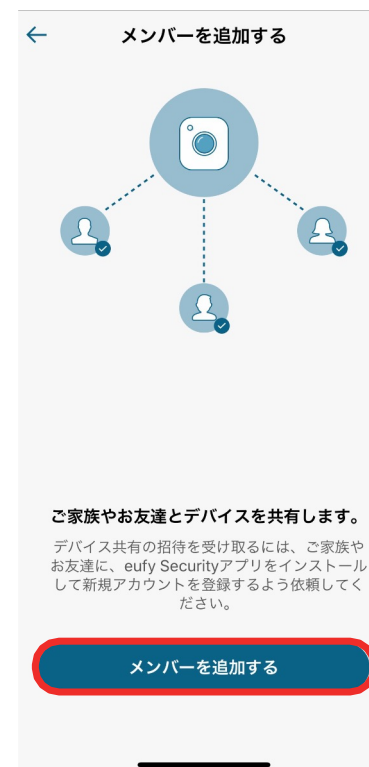 メンバーを追加する
ご家族やお友達とデバイスを共有します。
デバイス共有の招待を受け取るには、ご家族や
お友達に、eufy Securityアプリをインストール
して新規アカウントを登録するよう依頼してく
ださい。
メンバーを追加する